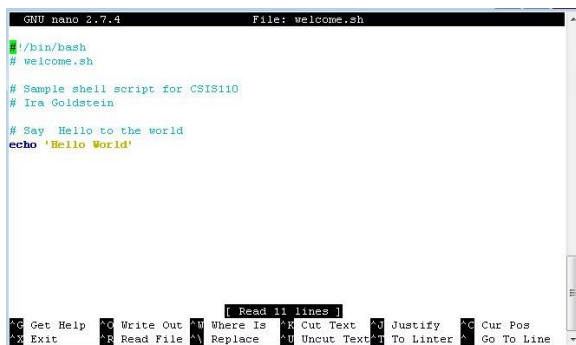 GNU nano 2.7.4 File: welcome.sh
#!/bin/bash
# welcome.sh
# Sample shell script for CSIS110
# Ira Goldstein
# Say  Hello to the world
echo 'Hello World'
[ Read 11 lines ]
^G Get Help ^O Write Out ^W Where Is ^K Cut Text ^J Justify ^C Cur Pos
^X Exit ^R Read File ^\ Replace ^U Uncut Text ^T To Linter ^_ Go To Line